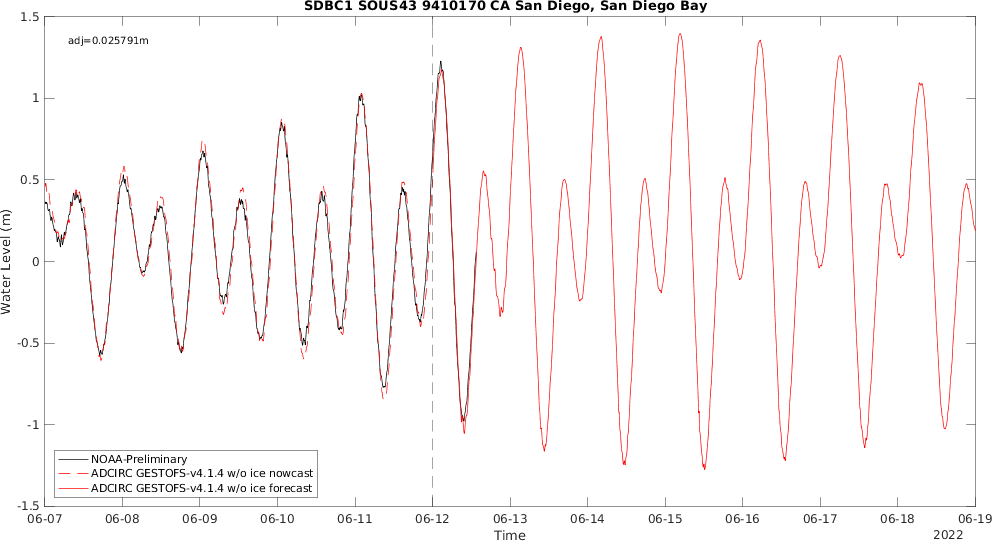 SDBC1 SOUS43 9410170 CA San Diego, San Diego Bay
adj=0.025791m
1.5
1
0.5
0
-0.5
-1
-1.5
Water Level (m)
NOAA-Preliminary
ADCIRC GESTOFS-v4.1.4 w/o ice nowcast
ADCIRC GESTOFS-v4.1.4 w/o ice forecast
06-07 06-08 06-09 06-10 06-11 06-12 06-13 06-14 06-15 06-16 06-17 06-18 06-19
Time
2022